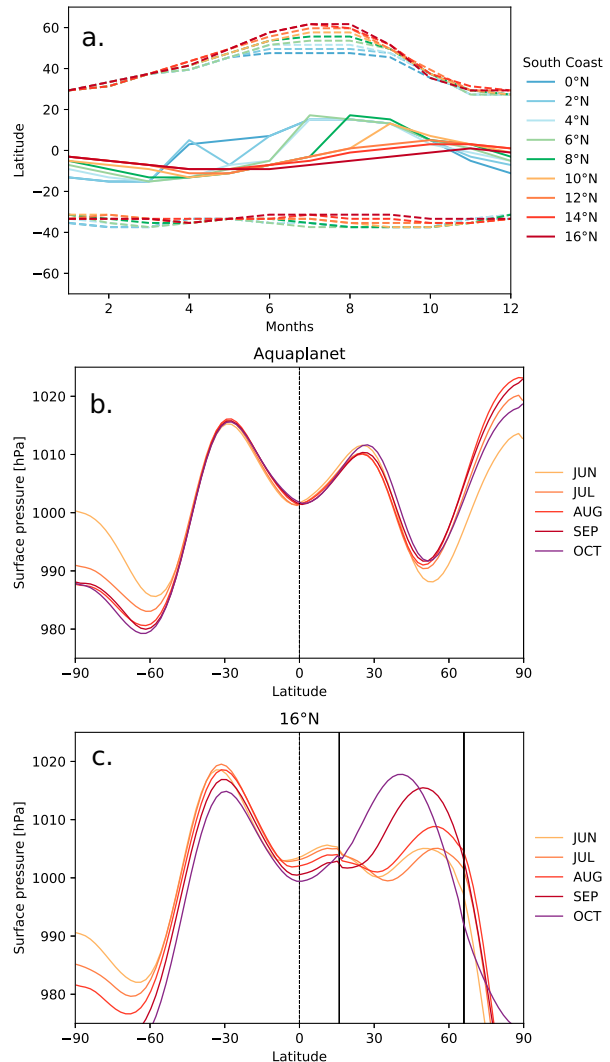 a.
60
40
20
0
−20
−40
−60
Latitude
2
4
6
8
10
12
Months
South Coast
0°N
2°N
4°N
6°N
8°N
10°N
12°N
14°N
16°N
Aquaplanet
b.
1020
1010
1000
990
980
Surface pressure [hPa]
−90
−60
−30
0
30
60
90
Latitude
JUN
JUL
AUG
SEP
OCT
16°N
c.
1020
1010
1000
990
980
Surface pressure [hPa]
−90
−60
−30
0
30
60
90
Latitude
JUN
JUL
AUG
SEP
OCT